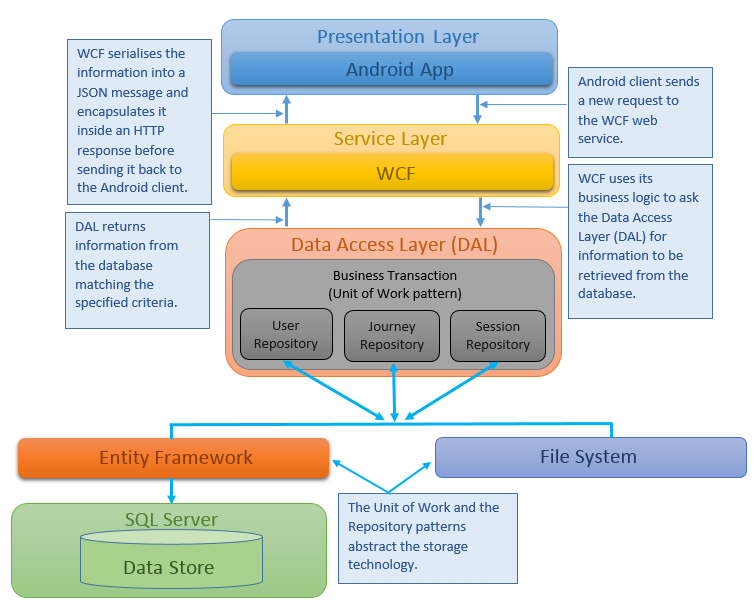 Presentation Layer
Android App
WCF serialises the
information into a
JSON message and
encapsulates it
inside an HTTP
response before
sending it back to
the Android client.
Android client sends
a new request to
the WCF web
service.
Service Layer
WCF
WCF uses its
business logic to ask
the Data Access
Layer (DAL) for
information to be
retrieved from the
database.
DAL returns
information from
the database
matching the
specified criteria.
Data Access Layer (DAL)
Business Transaction
(Unit of Work pattern)
User
Repository
Journey
Repository
Session
Repository
Entity Framework
File System
SQL Server
Data Store
The Unit of Work and the
Repository patterns
abstract the storage
technology.